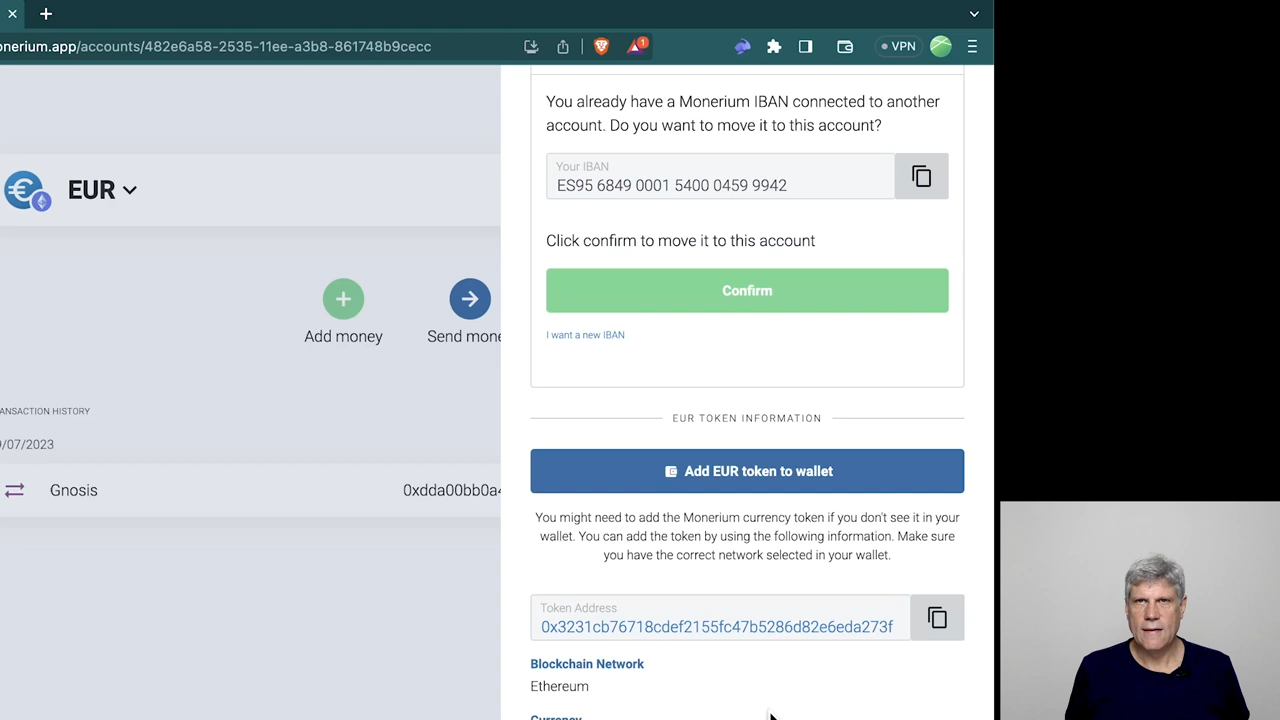 nerium.app/accounts/482e6a58-2535-11ee-a3b8-861748b9cecc
1
VPN
EUR
Add money
Send mone
ANSACTION HISTORY
/07/2023
Gnosis
0xdda00bb0a4
You already have a Monerium IBAN connected to another
account. Do you want to move it to this account?
Your IBAN
ES95 6849 0001 5400 0459 9942
Click confirm to move it to this account
Confirm
I want a new IBAN
EUR TOKEN INFORMATION
Add EUR token to wallet
You might need to add the Monerium currency token if you don't see it in your
wallet. You can add the token by using the following information. Make sure
you have the correct network selected in your wallet.
Token Address
0x3231cb76718cdef2155fc47b5286d82e6eda273f
Blockchain Network
Ethereum
Currency